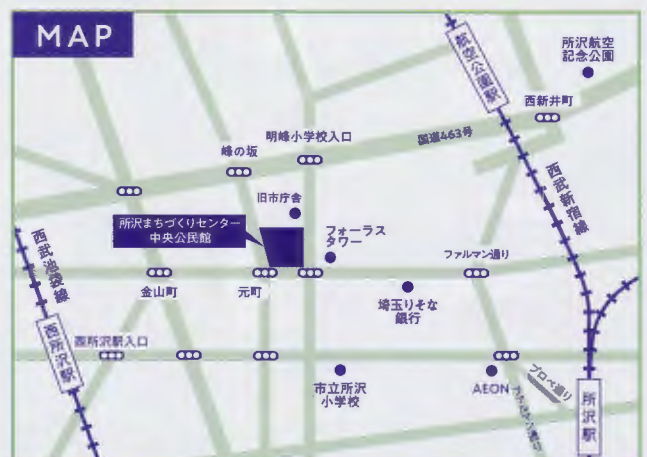 MAP
航空公園駅
所沢航空
記念公園
西新井町
国道463号
明峰小学校入口
峰の坂
旧市庁舎
西武新宿線
所沢まちづくりセンター
中央公民館
フォーラス
タワー
ファルマン通り
西武池袋線
金山町
元町
埼玉りそな
銀行
西所沢駅入口
西所沢駅
市立所沢
小学校
AEON
プロペ通り
所沢駅